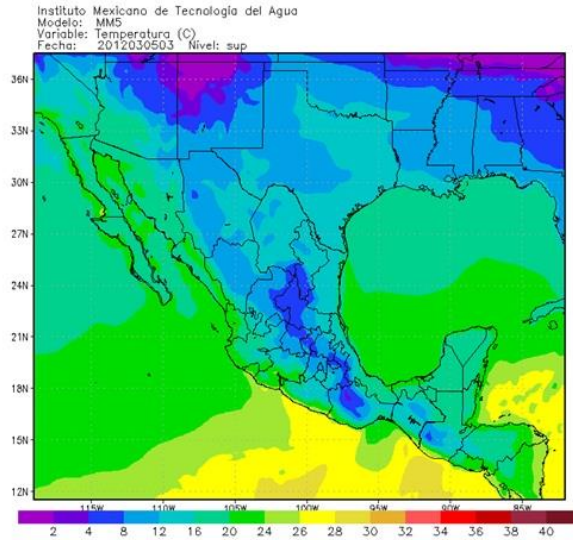 Instituto Mexicano de Tecnología del Agua
Modelo: MM5
Variable: Temperatura (C)
Fecha: 2012030503 Nivel: sup
36N
33N
30N
27N
24N
21N
18N
15N
12N
115W 110W 105W 100W 95W 90W 85W
2 4 8 12 16 20 24 26 28 30 32 34 36 38 40